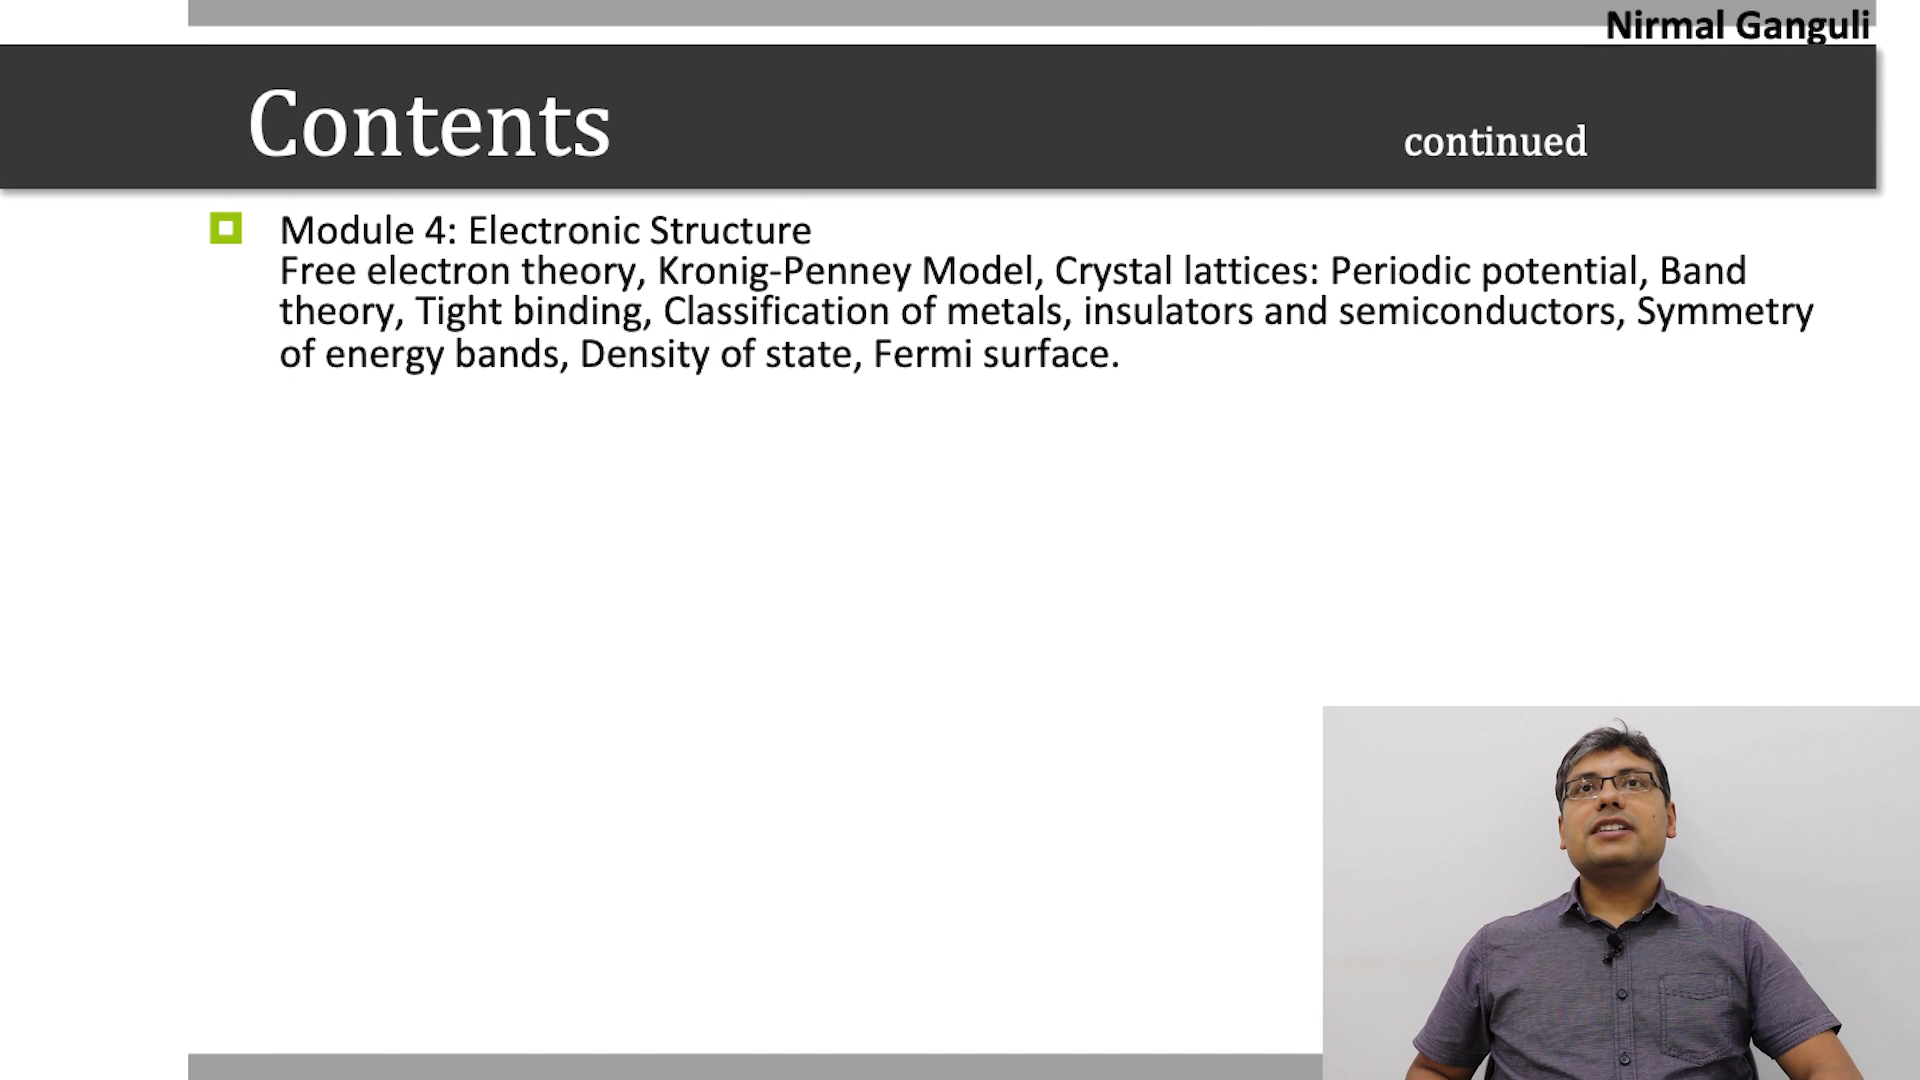 Nirmal Ganguli
Contents
continued
Module 4: Electronic Structure
Free electron theory, Kronig-Penney Model, Crystal lattices: Periodic potential, Band
theory, Tight binding, Classification of metals, insulators and semiconductors, Symmetry
of energy bands, Density of state, Fermi surface.